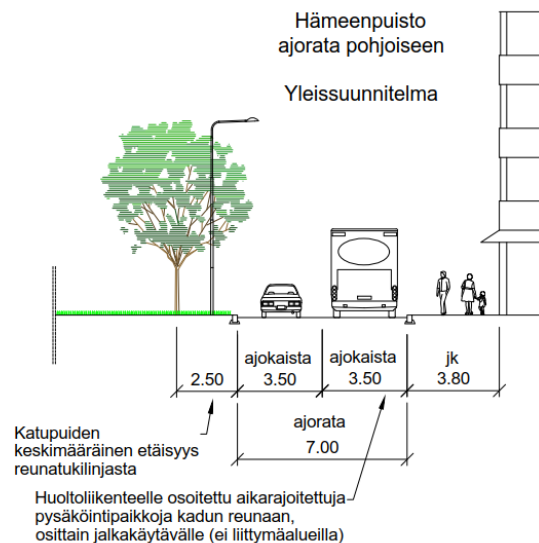 Hämeenpuisto
ajorata pohjoiseen
Yleissuunnitelma
ajokaista ajokaista jk
2.50 3.50 3.50 3.80
ajorata
7.00
Katupuiden
keskimääräinen etäisyys
reunatukilinjasta
Huoltoliikenteelle osoitettu aikarajoitettuja
pysäköintipaikkoja kadun reunaan,
osittain jalkakäytävälle (ei liittymäalueilla)